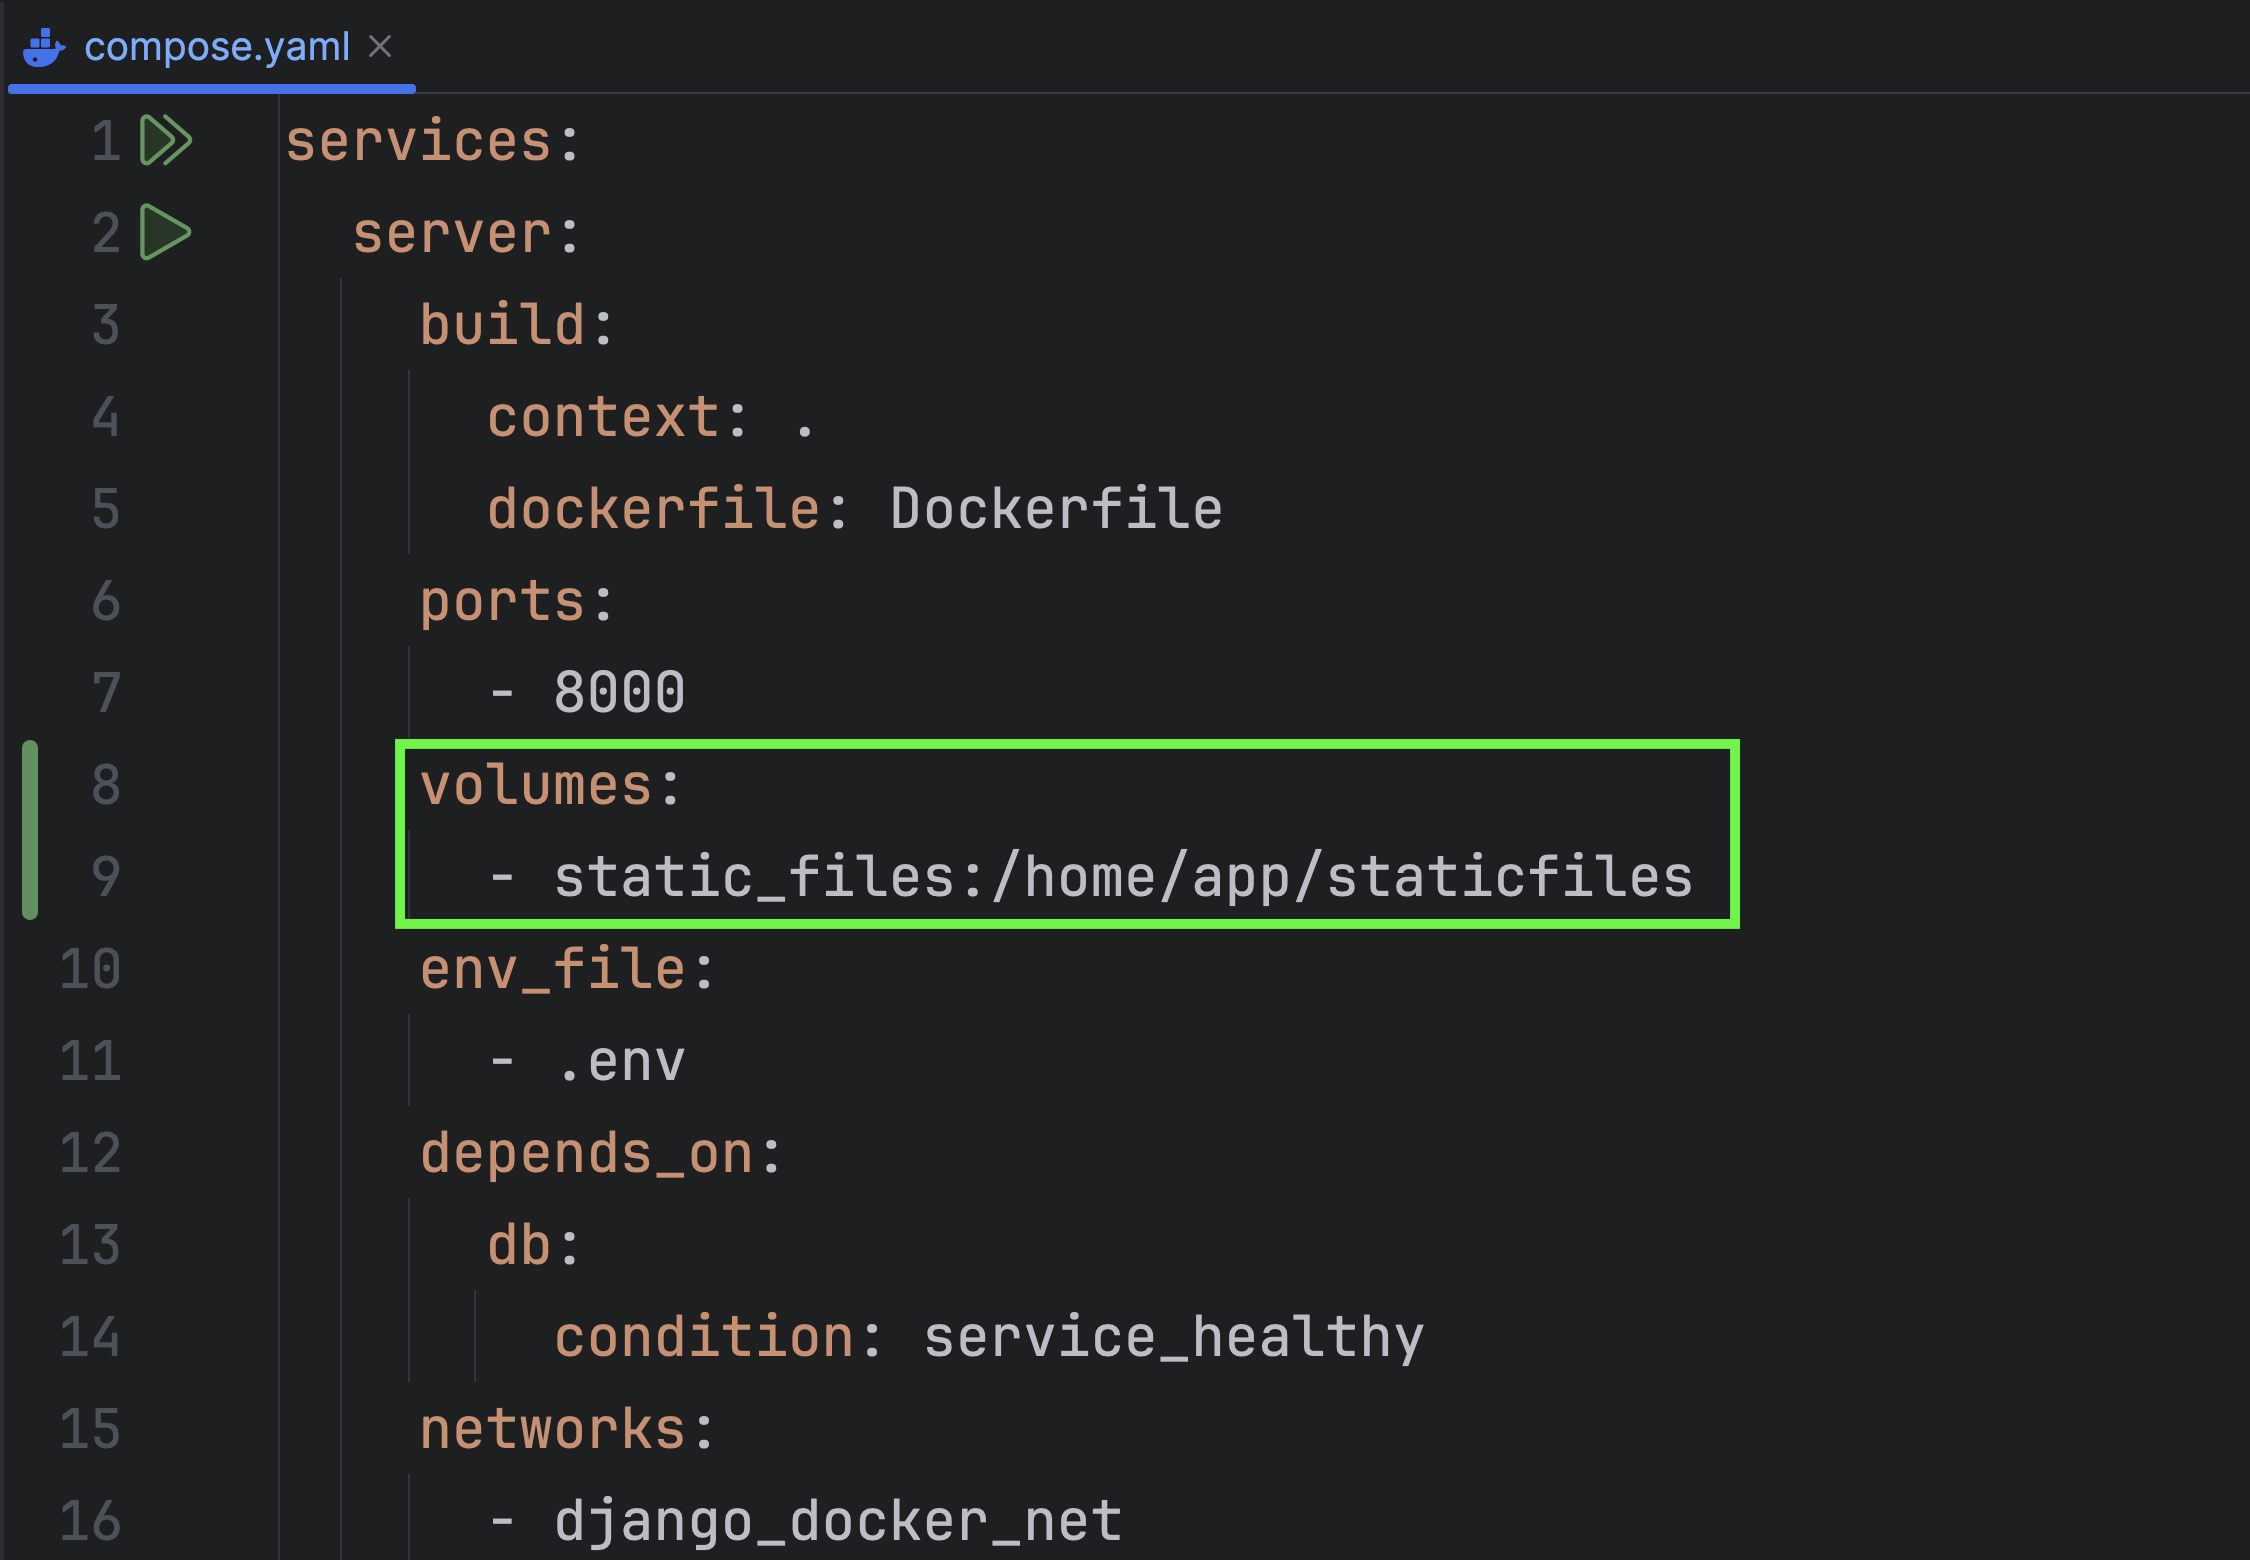 compose.yaml
1 services:
2   server:
3     build:
4       context: .
5       dockerfile: Dockerfile
6     ports:
7       - 8000
8     volumes:
9       - static_files:/home/app/staticfiles
10     env_file:
11       - .env
12     depends_on:
13       db:
14         condition: service_healthy
15     networks:
16       - django_docker_net